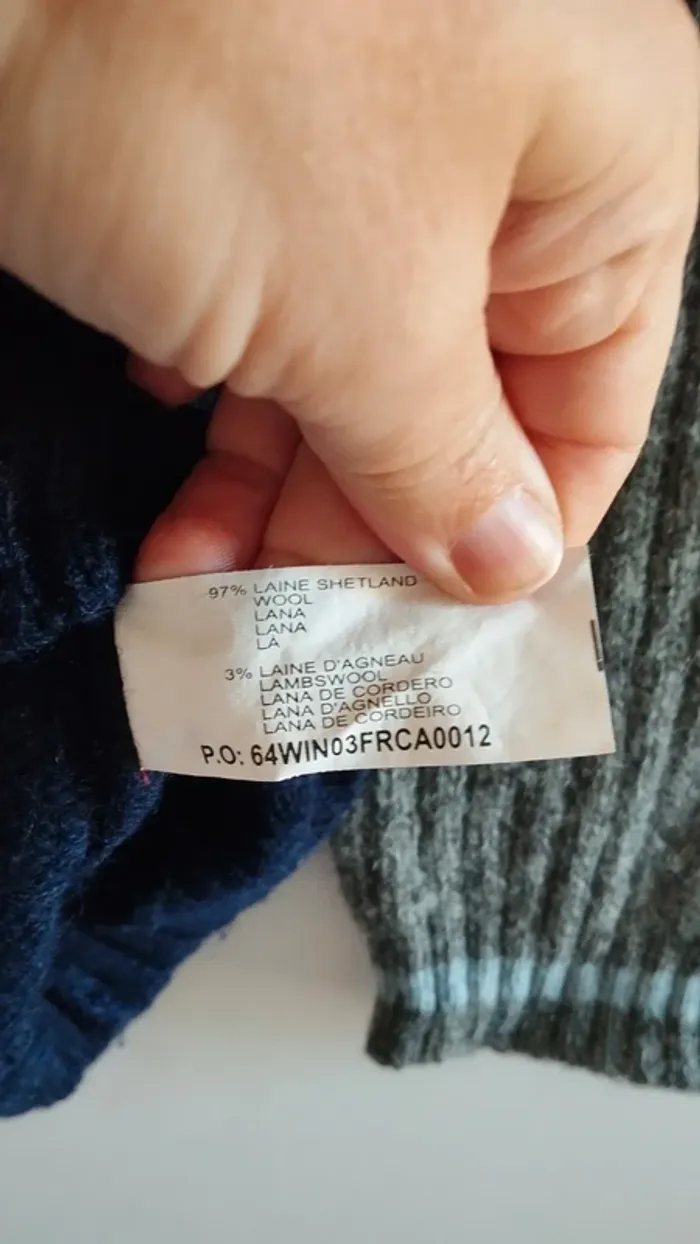 97% LAINE SHETLAND
WOOL
LANA
LANA
LÃ
3% LAINE D'AGNEAU
LAMBSWOOL
LANA DE CORDERO
LANA D'AGNELLO
LANA DE CORDEIRO
P.O: 64WIN03FRCA0012